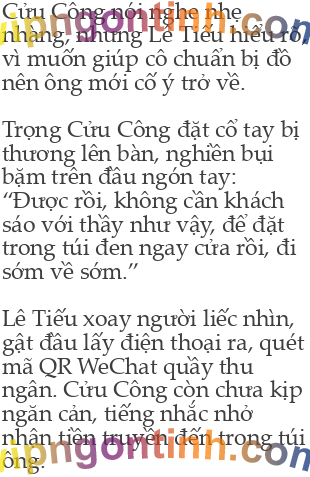 Cửu Công nói nghe nhẹ
nhàng, nhưng Lê Tiếu hiểu rõ,
vì muốn giúp cô chuẩn bị đồ
nên ông mới cố ý trở về.
Trọng Cửu Công đặt cổ tay bị
thương lên bàn, nghiền bụi
bặm trên đầu ngón tay:
“Được rồi, không cần khách
sáo với thầy như vậy, để đặt
trong túi đen ngay cửa rồi, đi
sớm về sớm.”
Lê Tiếu xoay người liếc nhìn,
gật đầu lấy điện thoại ra, quét
mã QR WeChat quầy thu
ngân. Cửu Công còn chưa kịp
ngăn cản, tiếng nhắc nhở
nhận tiền truyền đến trong túi
ông.